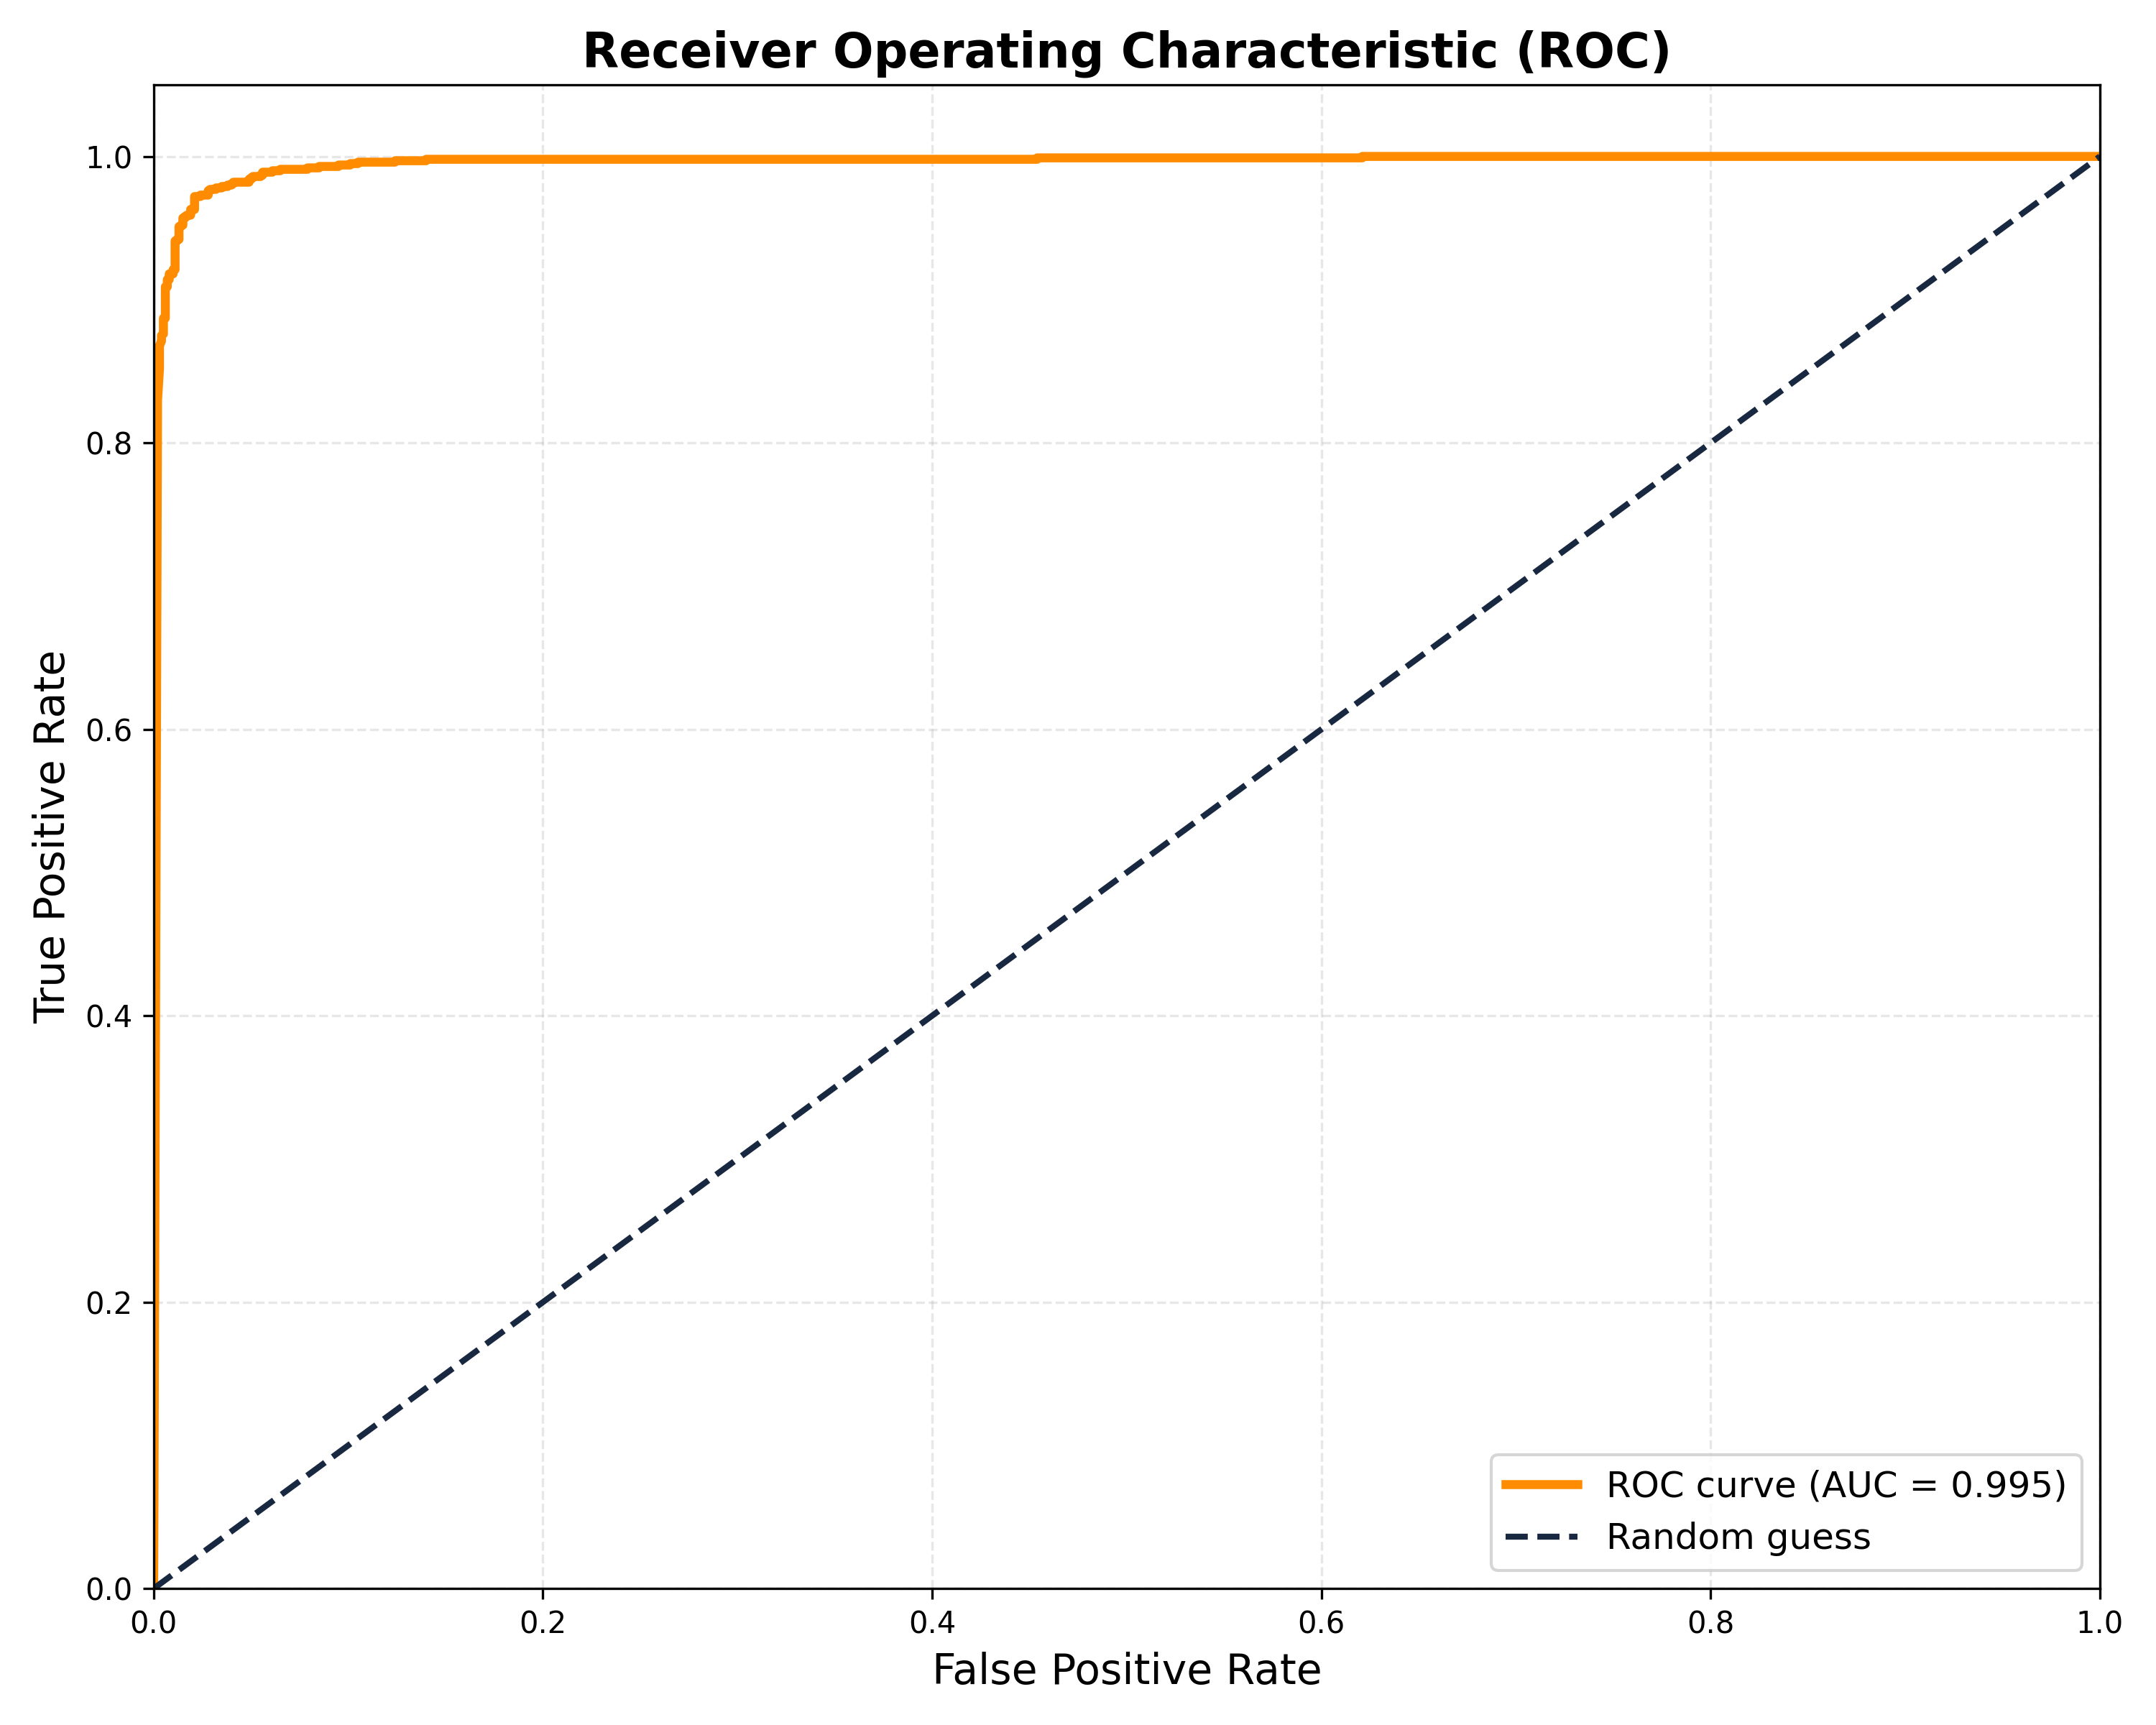 Receiver Operating Characteristic (ROC)
1.0
0.8
0.6
0.4
0.2
0.0
True Positive Rate
0.0 0.2 0.4 0.6 0.8 1.0
False Positive Rate
ROC curve (AUC = 0.995)
Random guess